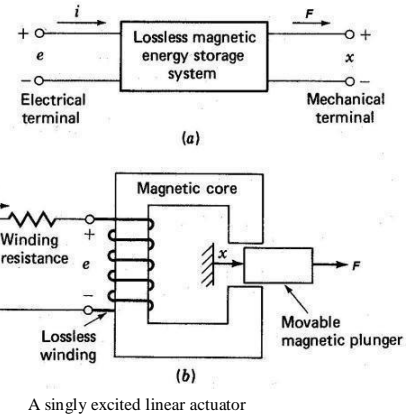 i
F
+
+
Lossless magnetic
energy storage
system
e
x
−
−
Electrical
terminal
Mechanical
terminal
(a)
Magnetic core
Winding
resistance
+
e
−
x
F
Lossless
winding
Movable
magnetic plunger
(b)
A singly excited linear actuator